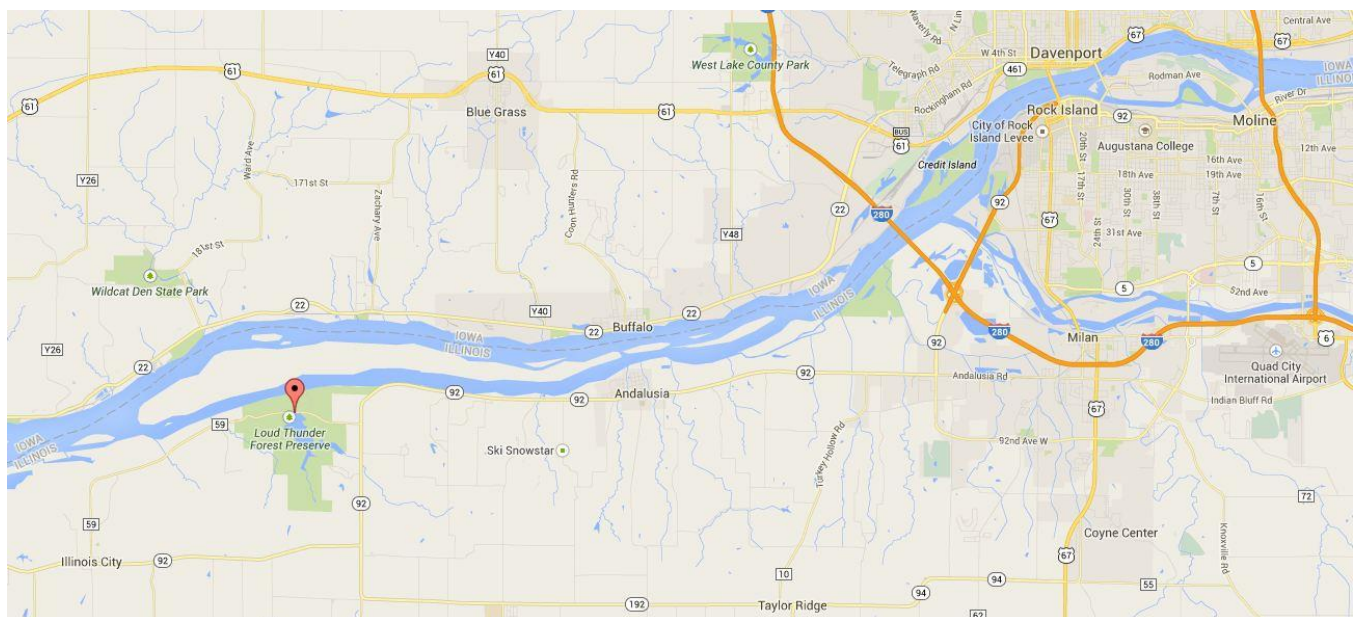 67
Central Ave
Waverly Rd
N Lin
W 4th St
Davenport
67
67
Y40
West Lake County Park
Telegraph Rd
461
IOWA
ILLINOIS
61
61
61
Rodman Ave
River Dr
61
Blue Grass
61
Rockingham Rd
Rock Island
92
City of Rock
Island Levee
Moline
BUS
61
Augustana College
12th Ave
Credit Island
16th Ave
18th Ave
19th Ave
Y26
Ward Ave
171st St
Zachary Ave
Coon Hunters Rd
22
280
92
67
20th St
17th St
24th St
30th St
38th St
7th St
16th St
31st Ave
Y48
181st St
5
5
52nd Ave
Wildcat Den State Park
IOWA
ILLINOIS
22
Y40
22
22
Buffalo
IOWA
ILLINOIS
Y26
22
92
280
Milan
280
6
Quad City
International Airport
92
Andalusia Rd
92
92
Andalusia
Indian Bluff Rd
59
Loud Thunder
Forest Preserve
67
IOWA
ILLINOIS
Ski Snowstar
Turkey Hollow Rd
92nd Ave W
92
72
59
Knoxville Rd
Coyne Center
Illinois City
92
67
10
94
55
192
Taylor Ridge
94
62